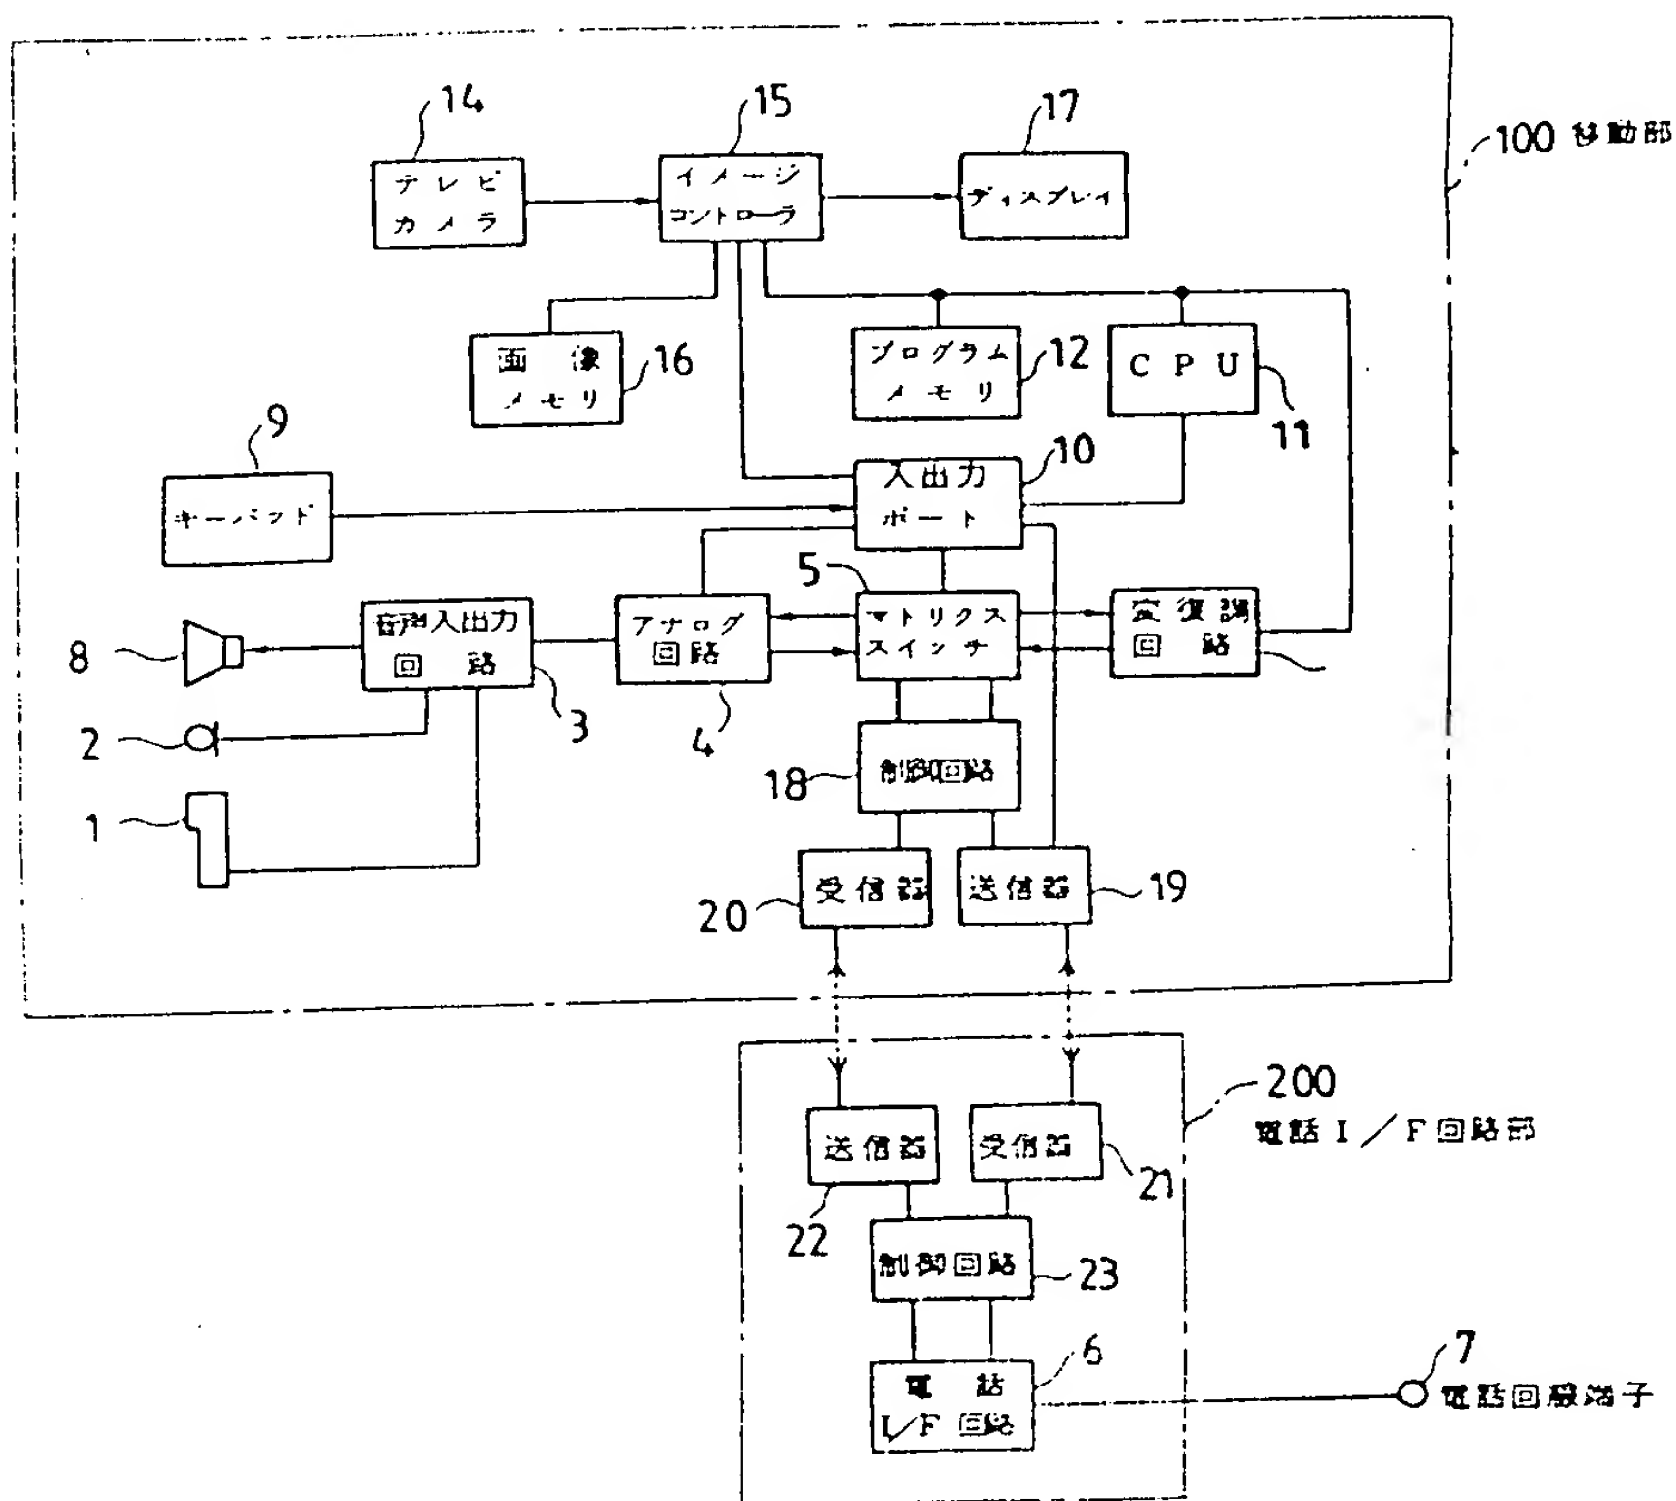 14
15
17
100 移動部
テレビ
カメラ
イメージ
コントローラ
ディスプレイ
画像
メモリ
16
プログラム
メモリ
12
CPU
11
9
キーパッド
10
入出力
ポート
5
8
音声入出力
回路
3
アナログ
回路
4
マトリクス
スイッチ
変復調
回路
2
18
制御回路
1
20
受信器
送信器
19
200
電話I/F回路部
送信器
22
受信器
21
制御回路
23
6
電話
I/F回路
7
電話回線端子